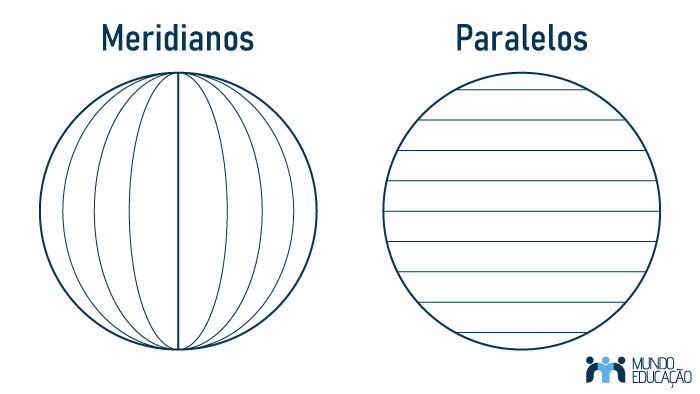 Meridianos
Paralelos
MUNDO
EDUCAÇÃO